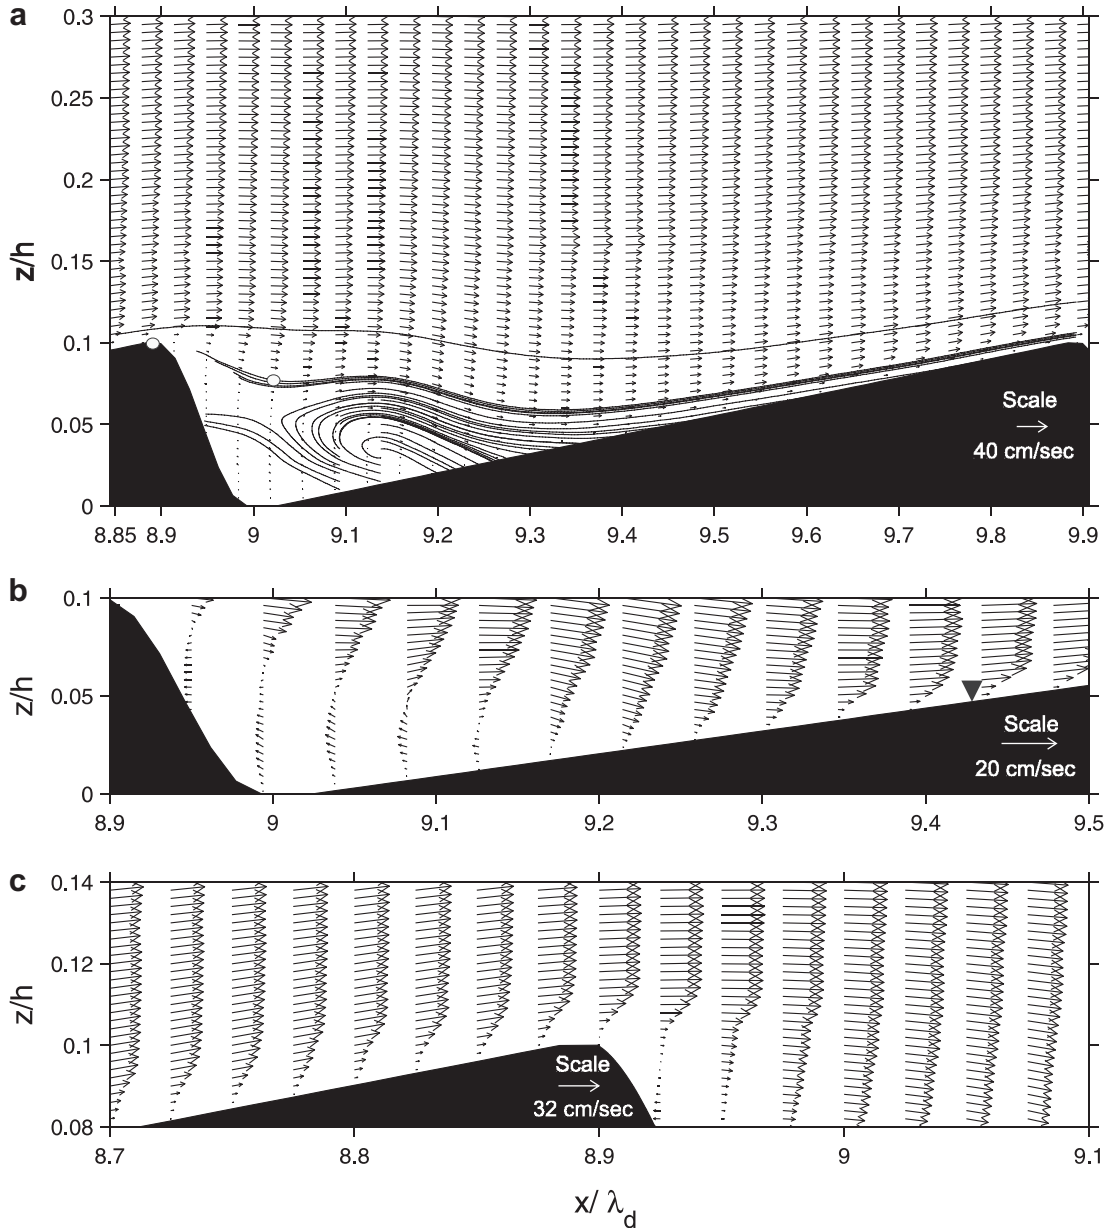 a
0.3
0.25
0.2
z/h
0.15
0.1
0.05
0
Scale
40 cm/sec
8.85 8.9 9 9.1 9.2 9.3 9.4 9.5 9.6 9.7 9.8 9.9
b
0.1
z/h
0.05
0
Scale
20 cm/sec
8.9 9 9.1 9.2 9.3 9.4 9.5
c
0.14
0.12
z/h
0.1
0.08
Scale
32 cm/sec
8.7 8.8 8.9 9 9.1
x/ λd